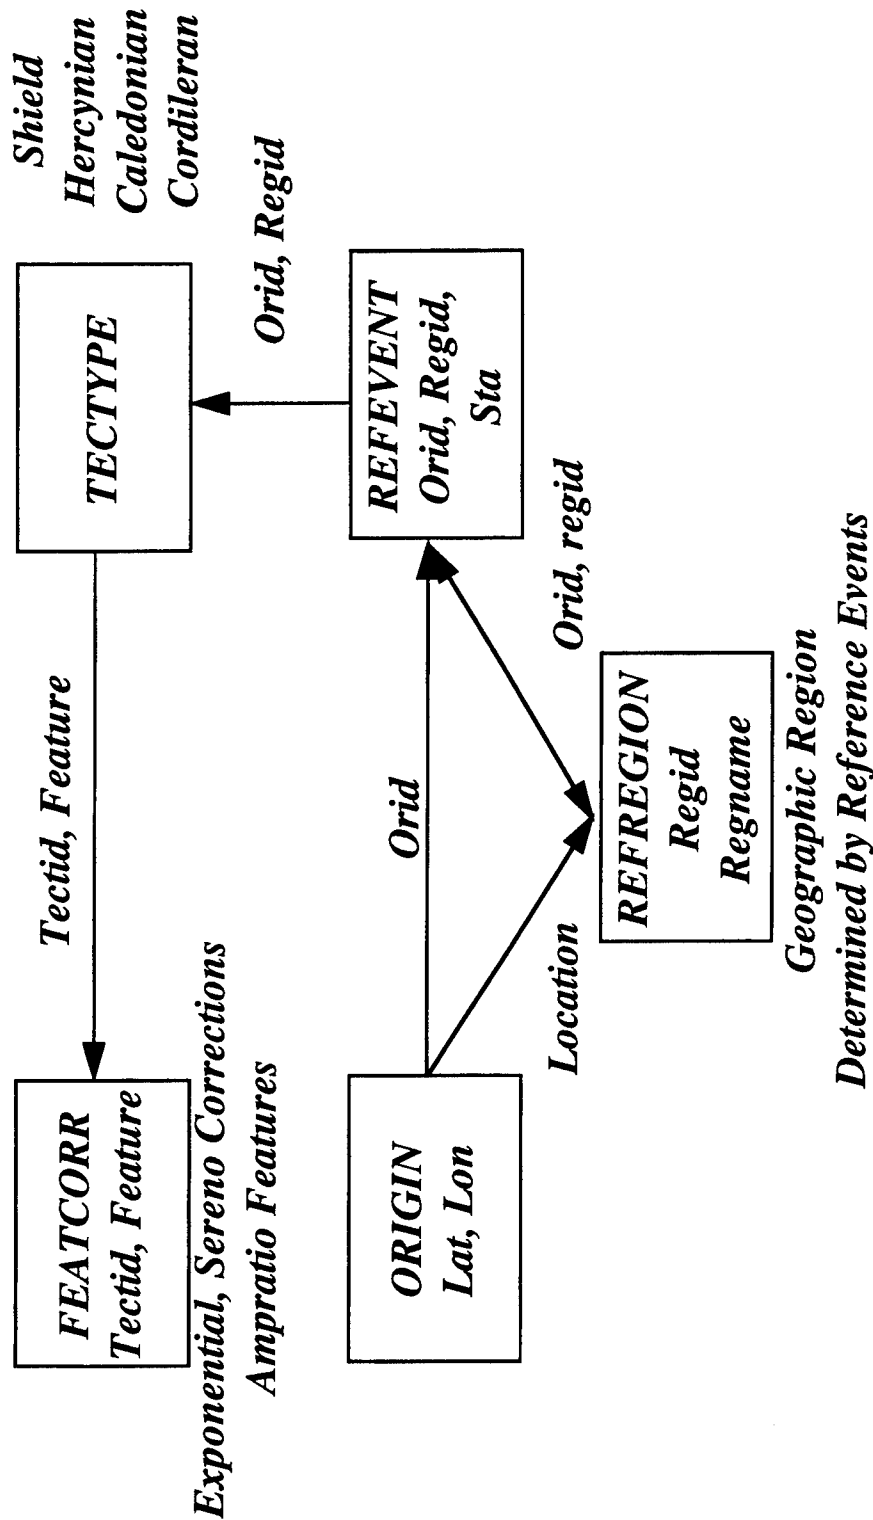 FEATCORR
Tectid, Feature
Exponential, Sereno Corrections
Ampratio Features
Tectid, Feature
TECTYPE
Shield
Hercynian
Caledonian
Cordileran
Orid, Regid
ORIGIN
Lat, Lon
Orid
REFEVENT
Orid, Regid,
Sta
Location
Orid, regid
REFREGION
Regid
Regname
Geographic Region
Determined by Reference Events